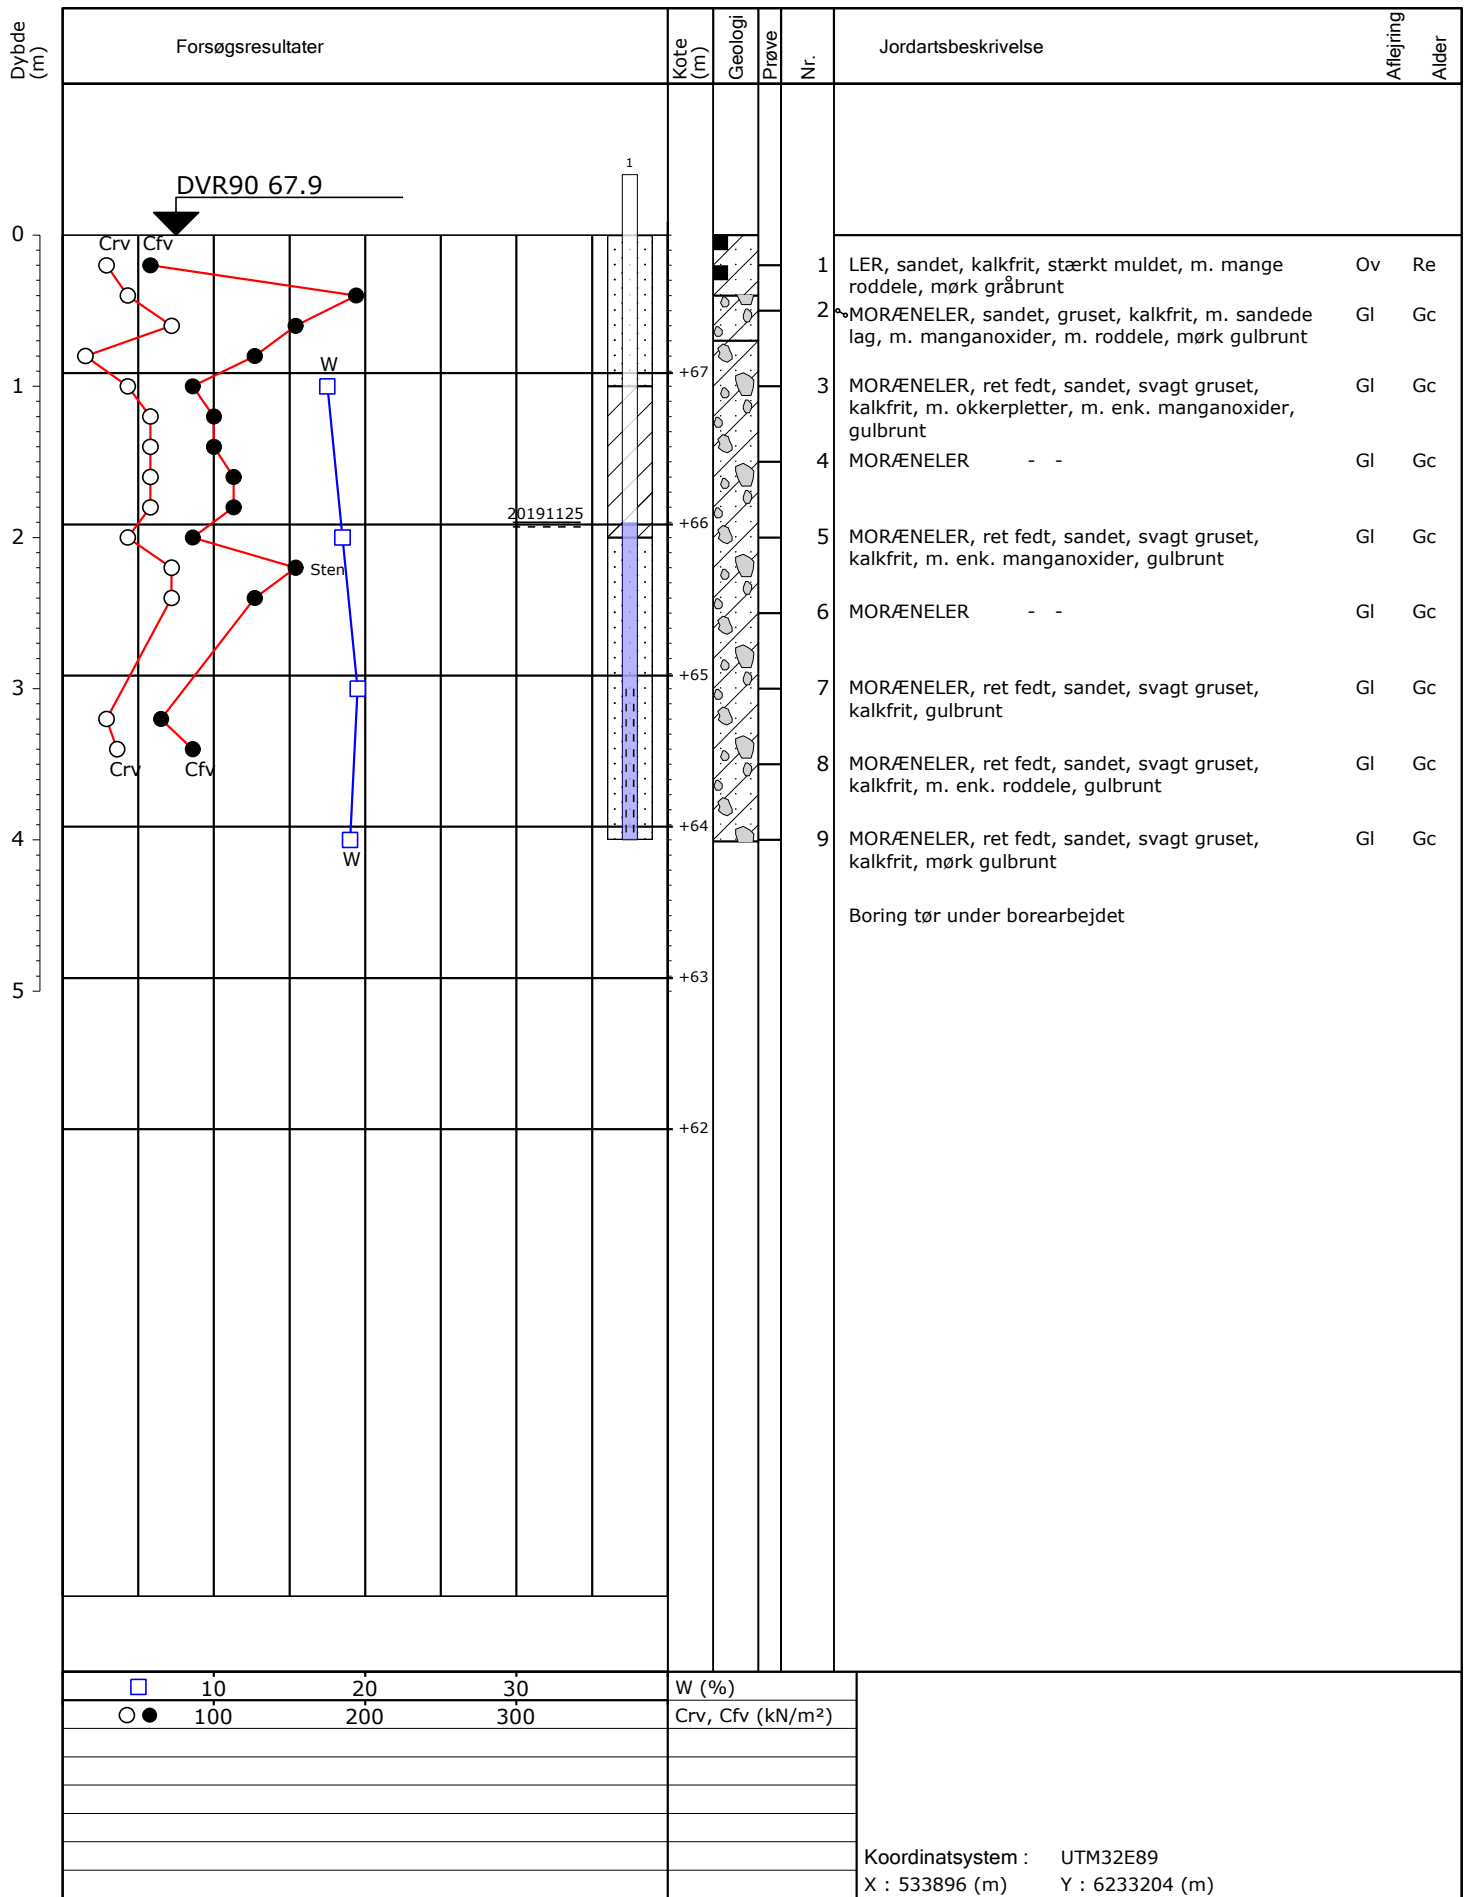 Dybde (m)
Forsøgsresultater
Kote (m)
Geologi
Prøve
Nr.
Jordartsbeskrivelse
Aflejring
Alder
DVR90 67.9
1
0
Crv Cfv
1 LER, sandet, kalkfrit, stærkt muldet, m. mange Ov Re
roddele, mørk gråbrunt
2 MORÆNELER, sandet, gruset, kalkfrit, m. sandede Gl Gc
lag, m. manganoxider, m. roddele, mørk gulbrunt
W
+67
1
3 MORÆNELER, ret fedt, sandet, svagt gruset, Gl Gc
kalkfrit, m. okkerpletter, m. enk. manganoxider,
gulbrunt
4 MORÆNELER - - Gl Gc
20191125
+66
2
5 MORÆNELER, ret fedt, sandet, svagt gruset, Gl Gc
kalkfrit, m. enk. manganoxider, gulbrunt
Sten
6 MORÆNELER - - Gl Gc
+65
3
7 MORÆNELER, ret fedt, sandet, svagt gruset, Gl Gc
kalkfrit, gulbrunt
Crv Cfv
8 MORÆNELER, ret fedt, sandet, svagt gruset, Gl Gc
kalkfrit, m. enk. roddele, gulbrunt
+64
4
9 MORÆNELER, ret fedt, sandet, svagt gruset, Gl Gc
kalkfrit, mørk gulbrunt
W
Boring tør under borearbejdet
+63
5
+62
10 20 30 W (%)
100 200 300 Crv, Cfv (kN/m²)
Koordinatsystem : UTM32E89
X : 533896 (m) Y : 6233204 (m)